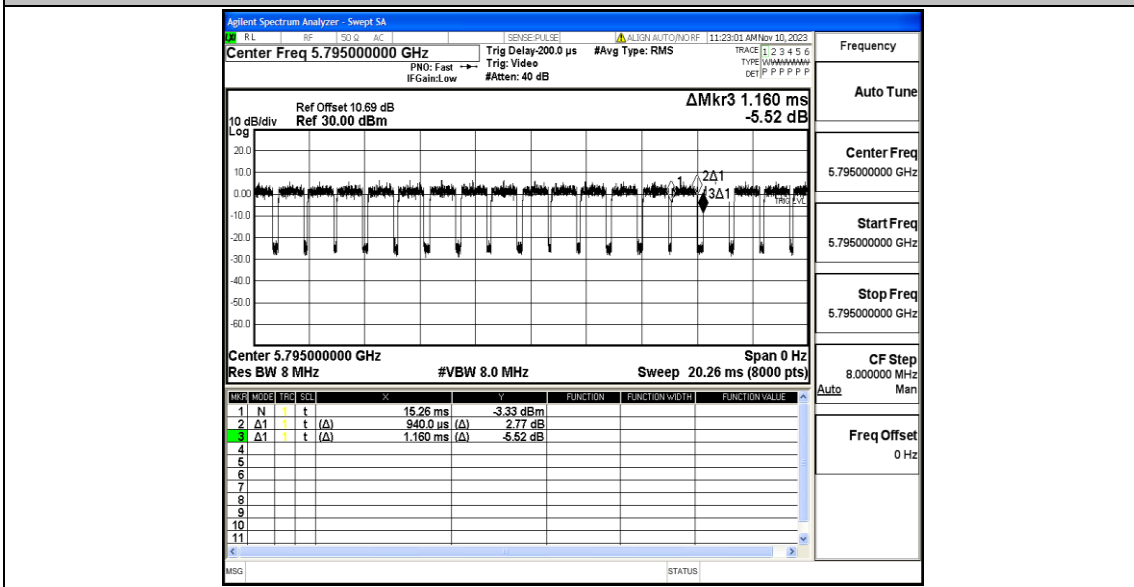 Agilent Spectrum Analyzer - Swept SA
RL RF 50 Ω AC SENSE:PULSE ALIGN AUTO/NO RF 11:23:01 AM Nov 10, 2023
Center Freq 5.795000000 GHz
PNO: Fast
IFGain:Low
Trig Delay-200.0 µs
Trig: Video
#Atten: 40 dB
#Avg Type: RMS
TRACE 1 2 3 4 5 6
TYPE
DET P P P P P P
ΔMkr3 1.160 ms
-5.52 dB
Ref Offset 10.69 dB
10 dB/div Ref 30.00 dBm
Log
20.0
10.0
0.00
-10.0
-20.0
-30.0
-40.0
-50.0
-60.0
1
2Δ1
3Δ1
TRIG LVL
Center 5.795000000 GHz Span 0 Hz
Res BW 8 MHz #VBW 8.0 MHz Sweep 20.26 ms (8000 pts)
MKR MODE TRC SCL X Y FUNCTION FUNCTION WIDTH FUNCTION VALUE
1 N 1 t 15.26 ms -3.33 dBm
2 Δ1 1 t (Δ) 940.0 µs (Δ) 2.77 dB
3 Δ1 1 t (Δ) 1.160 ms (Δ) -5.52 dB
4
5
6
7
8
9
10
11
MSG STATUS
Frequency
Auto Tune
Center Freq
5.795000000 GHz
Start Freq
5.795000000 GHz
Stop Freq
5.795000000 GHz
CF Step
8.000000 MHz
Auto Man
Freq Offset
0 Hz